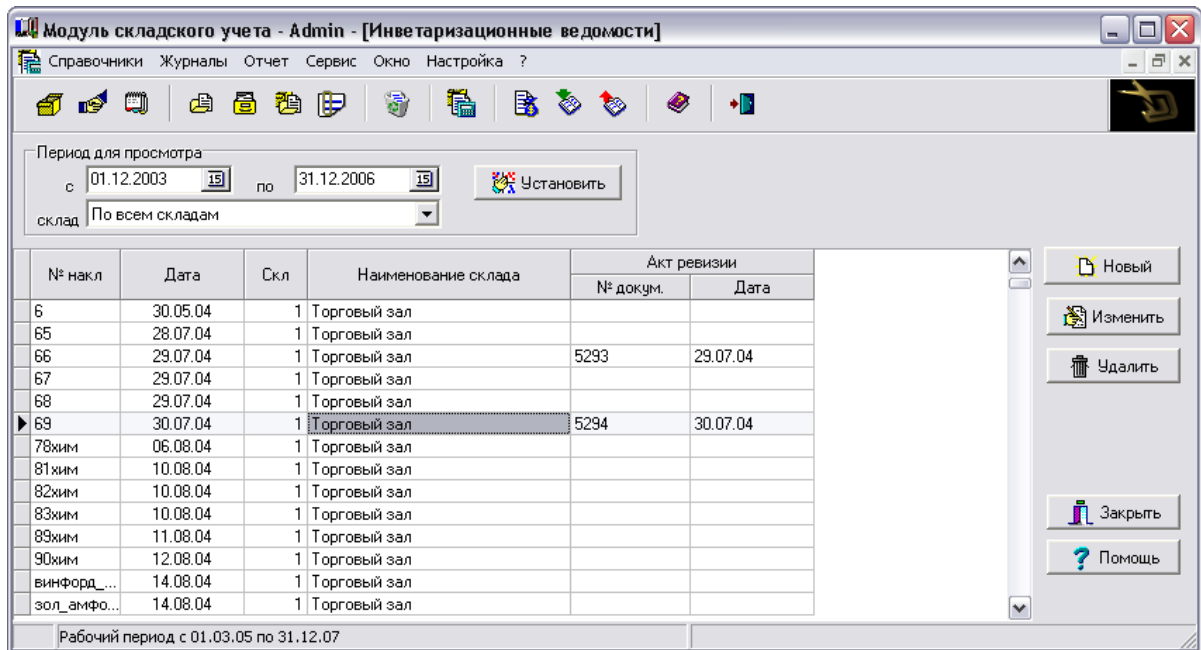 Модуль складского учета - Admin - [Инветаризационные ведомости]
Справочники Журналы Отчет Сервис Окно Настройка ?
Период для просмотра
с 01.12.2003 15 по 31.12.2006 15 Установить
склад По всем складам
№ накл Дата Скл Наименование склада Акт ревизии
№ докум. Дата
6 30.05.04 1 Торговый зал
65 28.07.04 1 Торговый зал
66 29.07.04 1 Торговый зал 5293 29.07.04
67 29.07.04 1 Торговый зал
68 29.07.04 1 Торговый зал
69 30.07.04 1 Торговый зал 5294 30.07.04
78хим 06.08.04 1 Торговый зал
81хим 10.08.04 1 Торговый зал
82хим 10.08.04 1 Торговый зал
83хим 10.08.04 1 Торговый зал
89хим 11.08.04 1 Торговый зал
90хим 12.08.04 1 Торговый зал
винфорд_... 14.08.04 1 Торговый зал
зол_амфо... 14.08.04 1 Торговый зал
Новый
Изменить
Удалить
Закрыть
Помощь
Рабочий период с 01.03.05 по 31.12.07